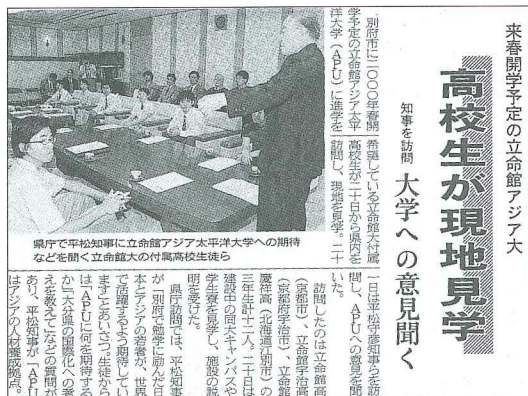 来春開学予定の立命館アジア大
高校生が現地見学
知事を訪問 大学への意見聞く
別府市に二〇〇〇年春開
学予定の立命館アジア太平
洋大学（APU）に進学を
希望している立命館大付属
高校生が二十日から県内を
訪問し、現地を見学。二十
一日は平松守彦知事らを訪
問し、APUへの意見を聞
いた。
訪問したのは立命館高
（京都市）、立命館宇治高
（京都府宇治市）、立命館
慶祥高（北海道江別市）の
三年生計十二人。二十日は
建設中の同大キャンパスや
学生寮を見学し、施設の説
明を受けた。
県庁訪問では、平松知事
が「別府で勉学に励んだ日
本とアジアの若者が、世界
で活躍するよう期待してい
ます」とあいさつ。生徒から
は「APUに何を期待する
か」「大分県の国際化への考
えを教えて」などの質問が
あり、平松知事が「APU
はアジアの人材養成拠点。
県庁で平松知事に立命館アジア太平洋大学への期待
などを聞く立命館大の付属高校生徒ら